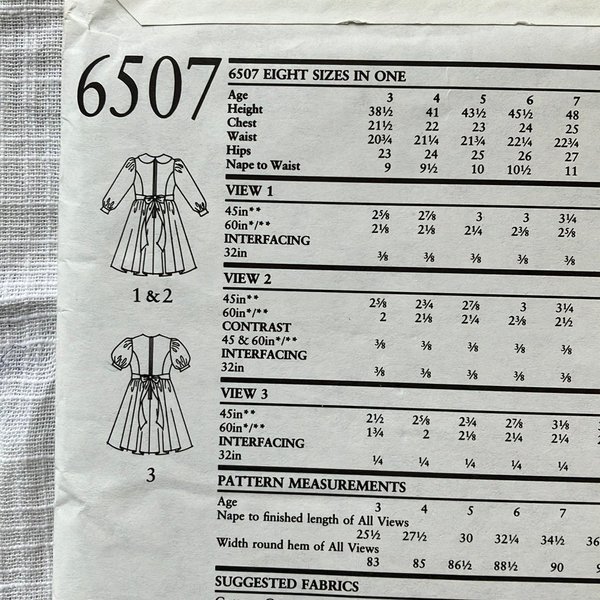 6507
6507 EIGHT SIZES IN ONE
Age 3 4 5 6 7
Height 38½ 41 43½ 45½ 48
Chest 21½ 22 23 24 25
Waist 20¾ 21¼ 21¾ 22¼ 22¾
Hips 23 24 25 26 27
Nape to Waist 9 9½ 10 10½ 11
VIEW 1
45in** 2⅝ 2⅞ 3 3 3¼
60in*/** 2⅛ 2⅛ 2¼ 2⅜ 2⅝
INTERFACING
32in ⅜ ⅜ ⅜ ⅜ ⅜
VIEW 2
45in** 2⅝ 2¾ 2⅞ 3 3¼
60in*/** 2 2⅛ 2¼ 2⅜ 2½
CONTRAST
45 & 60in*/** ⅜ ⅜ ⅜ ⅜ ⅜
INTERFACING
32in ⅜ ⅜ ⅜ ⅜ ⅜
VIEW 3
45in** 2½ 2⅝ 2¾ 2⅞ 3⅛
60in*/** 1¾ 2 2⅛ 2¼ 2¼
INTERFACING
32in ¼ ¼ ¼ ¼ ¼
PATTERN MEASUREMENTS
Age 3 4 5 6 7
Nape to finished length of All Views
25½ 27½ 30 32¼ 34½ 36
Width round hem of All Views
83 85 86½ 88½ 90
SUGGESTED FABRICS
1 & 2
3